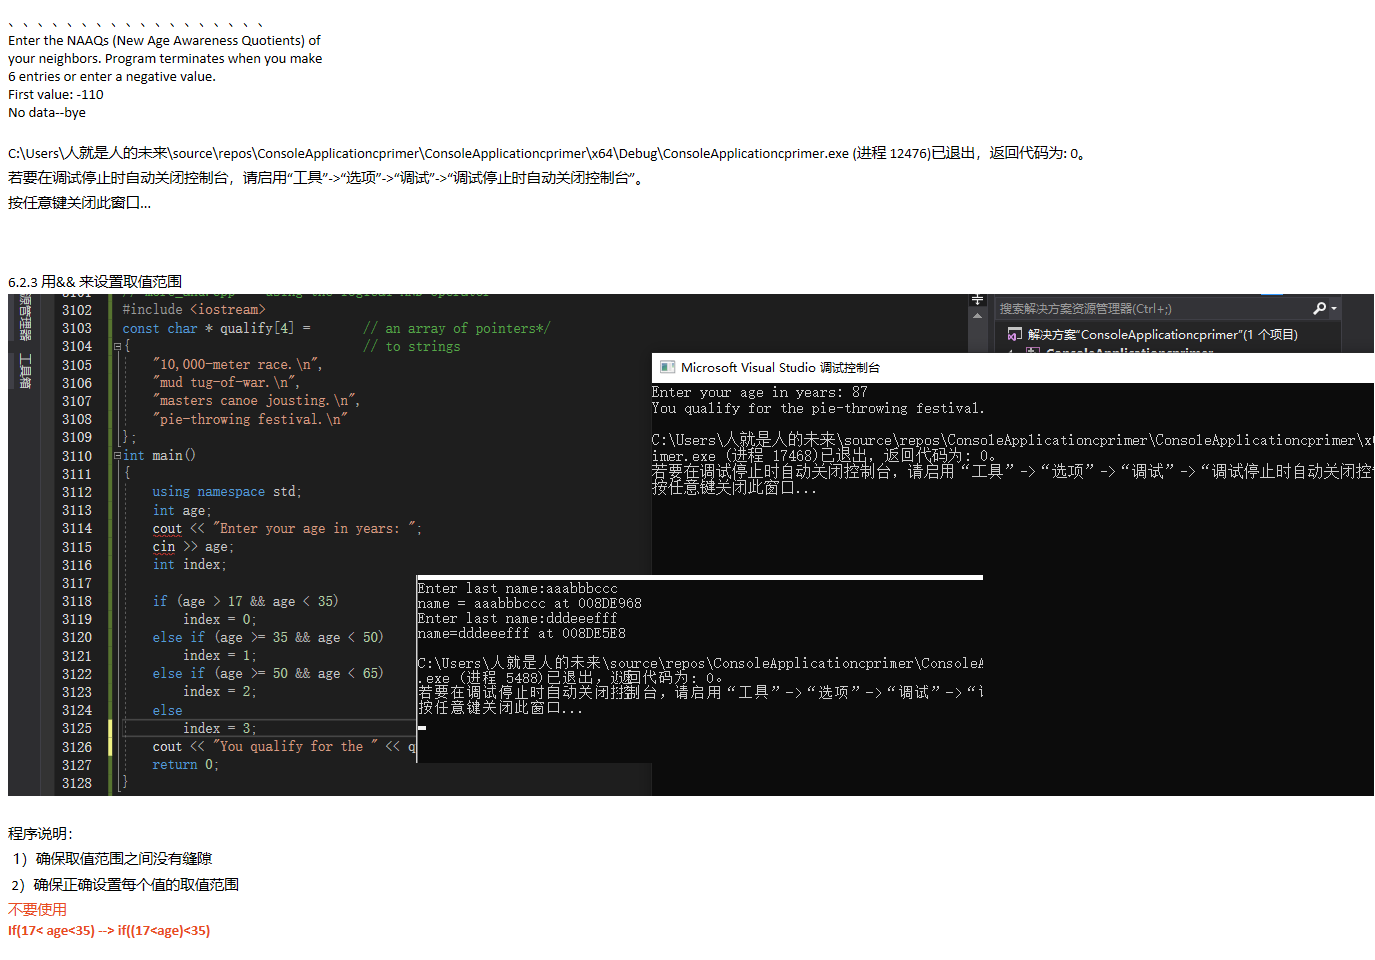 、、、、、、、、、、、、、、、、、、
Enter the NAAQs (New Age Awareness Quotients) of
your neighbors. Program terminates when you make
6 entries or enter a negative value.
First value: -110
No data--bye
C:\Users\人就是人的未来\source\repos\ConsoleApplicationcprimer\ConsoleApplicationcprimer\x64\Debug\ConsoleApplicationcprimer.exe (进程 12476)已退出，返回代码为: 0。
若要在调试停止时自动关闭控制台，请启用“工具”->“选项”->“调试”->“调试停止时自动关闭控制台”。
按任意键关闭此窗口...
6.2.3 用&& 来设置取值范围
源管理器 工具箱
3102 #include <iostream>
3103 const char * qualify[4] = // an array of pointers*/
3104 { // to strings
3105 "10,000-meter race.\n",
3106 "mud tug-of-war.\n",
3107 "masters canoe jousting.\n",
3108 "pie-throwing festival.\n"
3109 };
3110 int main()
3111 {
3112 using namespace std;
3113 int age;
3114 cout << "Enter your age in years: ";
3115 cin >> age;
3116 int index;
3117
3118 if (age > 17 && age < 35)
3119 index = 0;
3120 else if (age >= 35 && age < 50)
3121 index = 1;
3122 else if (age >= 50 && age < 65)
3123 index = 2;
3124 else
3125 index = 3;
3126 cout << "You qualify for the " << q
3127 return 0;
3128 }
搜索解决方案资源管理器(Ctrl+;)
解决方案"ConsoleApplicationcprimer"(1 个项目)
Microsoft Visual Studio 调试控制台
Enter your age in years: 87
You qualify for the pie-throwing festival.
C:\Users\人就是人的未来\source\repos\ConsoleApplicationcprimer\ConsoleApplicationcprimer\x
imer.exe (进程 17468)已退出，返回代码为: 0。
若要在调试停止时自动关闭控制台，请启用“工具”->“选项”->“调试”->“调试停止时自动关闭控
按任意键关闭此窗口...
Enter last name:aaabbbccc
name = aaabbbccc at 008DE968
Enter last name:dddeeefff
name=dddeeefff at 008DE5E8
C:\Users\人就是人的未来\source\repos\ConsoleApplicationcprimer\Console
.exe (进程 5488)已退出，返回代码为: 0。
若要在调试停止时自动关闭控制台，请启用“工具”->“选项”->“调试”->“
按任意键关闭此窗口...
程序说明：
1）确保取值范围之间没有缝隙
2）确保正确设置每个值的取值范围
不要使用
If(17< age<35) --> if((17<age)<35)